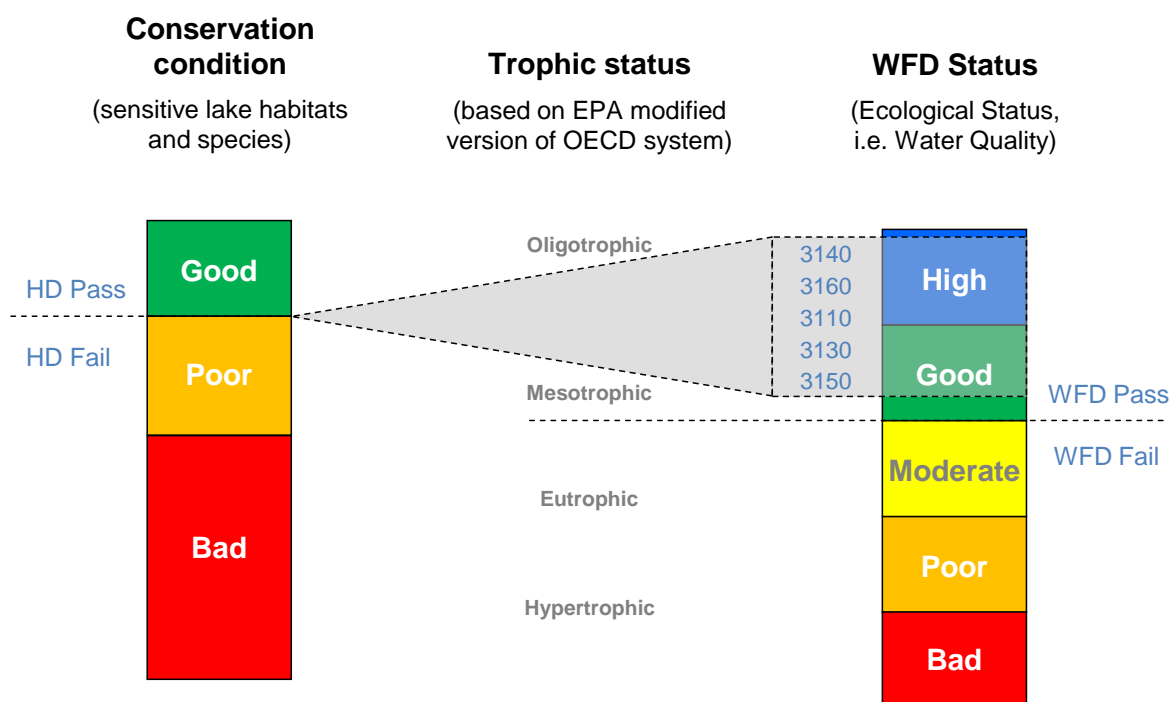 Conservation
condition
(sensitive lake habitats
and species)
Trophic status
(based on EPA modified
version of OECD system)
WFD Status
(Ecological Status,
i.e. Water Quality)
HD Pass
HD Fail
Good
Poor
Bad
Oligotrophic
Mesotrophic
Eutrophic
Hypertrophic
3140
3160
3110
3130
3150
High
Good
Moderate
Poor
Bad
WFD Pass
WFD Fail